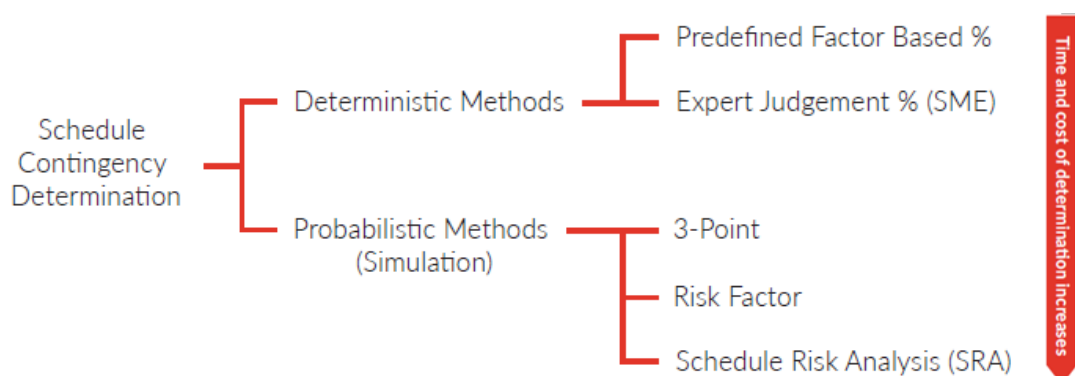 Schedule
Contingency
Determination
Deterministic Methods
Predefined Factor Based %
Expert Judgement % (SME)
Probabilistic Methods
(Simulation)
3-Point
Risk Factor
Schedule Risk Analysis (SRA)
Time and cost of determination increases